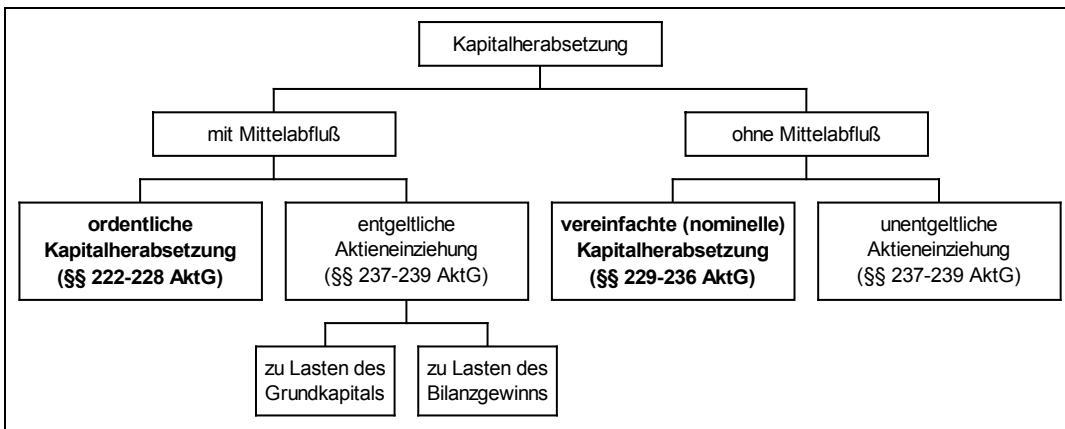 Kapitalherabsetzung
mit Mittelabfluß
ohne Mittelabfluß
ordentliche
Kapitalherabsetzung
(§§ 222-228 AktG)
entgeltliche
Aktieneinziehung
(§§ 237-239 AktG)
vereinfachte (nominelle)
Kapitalherabsetzung
(§§ 229-236 AktG)
unentgeltliche
Aktieneinziehung
(§§ 237-239 AktG)
zu Lasten des
Grundkapitals
zu Lasten des
Bilanzgewinns